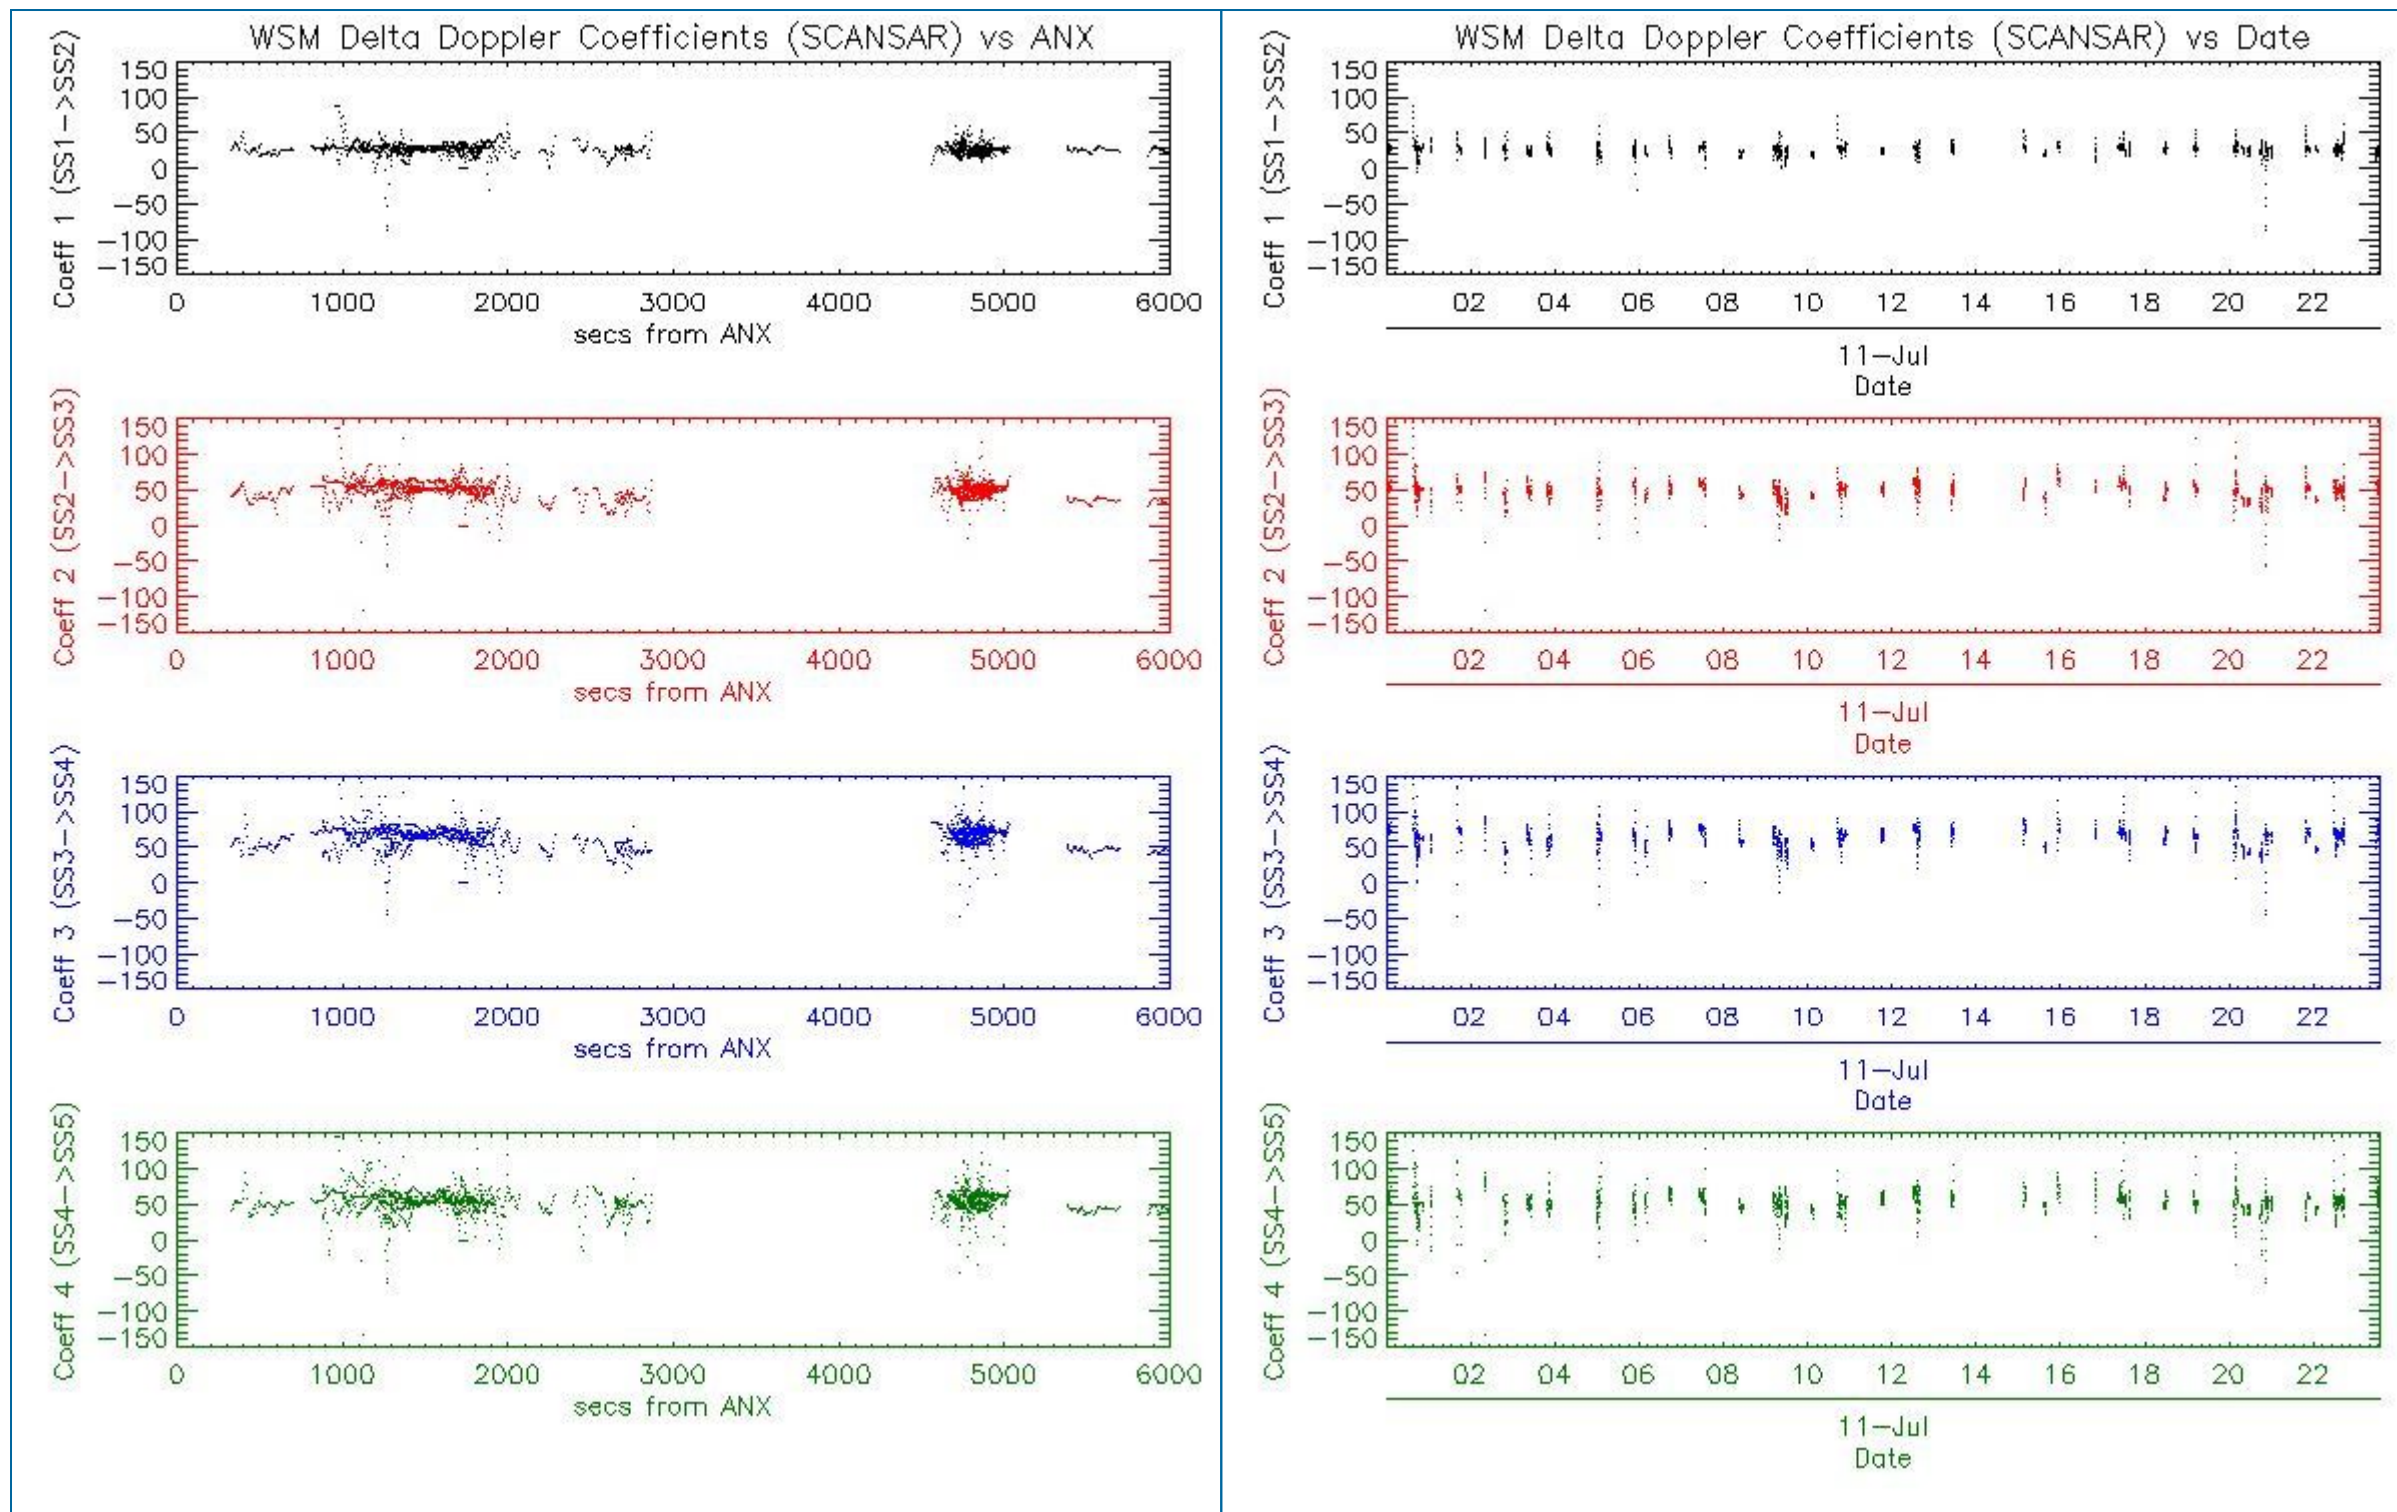 WSM Delta Doppler Coefficients (SCANSAR) vs ANX
Coeff 1 (SS1->SS2)
150
100
50
0
-50
-100
-150
0 1000 2000 3000 4000 5000 6000
secs from ANX
Coeff 2 (SS2->SS3)
150
100
50
0
-50
-100
-150
0 1000 2000 3000 4000 5000 6000
secs from ANX
Coeff 3 (SS3->SS4)
150
100
50
0
-50
-100
-150
0 1000 2000 3000 4000 5000 6000
secs from ANX
Coeff 4 (SS4->SS5)
150
100
50
0
-50
-100
-150
0 1000 2000 3000 4000 5000 6000
secs from ANX
WSM Delta Doppler Coefficients (SCANSAR) vs Date
Coeff 1 (SS1->SS2)
150
100
50
0
-50
-100
-150
02 04 06 08 10 12 14 16 18 20 22
11-Jul
Date
Coeff 2 (SS2->SS3)
150
100
50
0
-50
-100
-150
02 04 06 08 10 12 14 16 18 20 22
11-Jul
Date
Coeff 3 (SS3->SS4)
150
100
50
0
-50
-100
-150
02 04 06 08 10 12 14 16 18 20 22
11-Jul
Date
Coeff 4 (SS4->SS5)
150
100
50
0
-50
-100
-150
02 04 06 08 10 12 14 16 18 20 22
11-Jul
Date